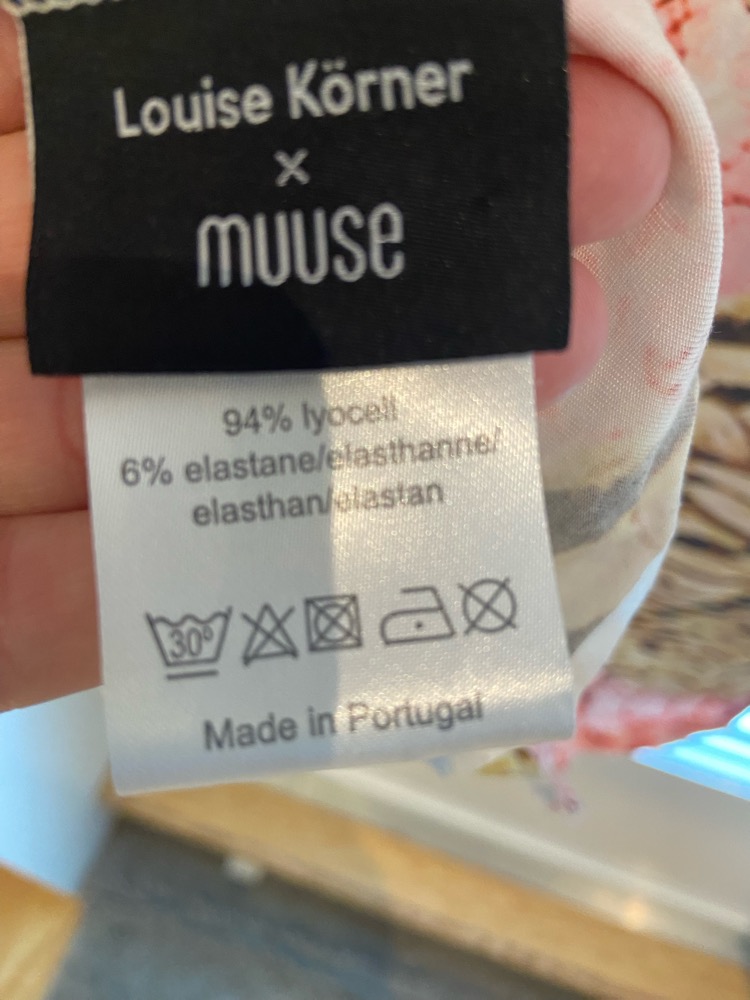 Louise Körner
x
muuse
94% lyocell
6% elastane/elasthanne/
elasthan/elastan
30°
Made in Portugal